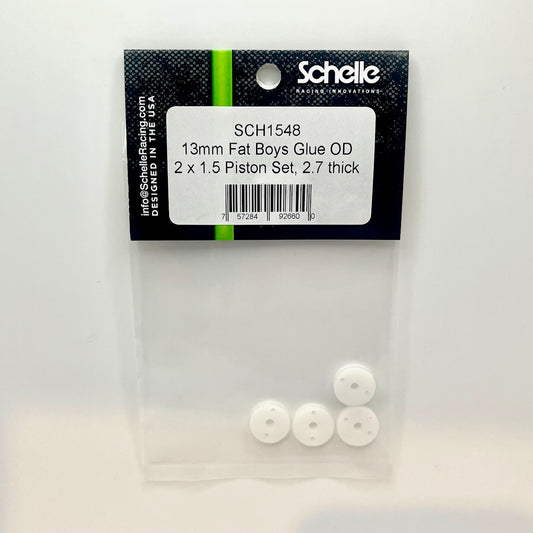 Schelle
RACING INNOVATIONS
info@SchelleRacing.com
DESIGNED IN THE USA
SCH1548
13mm Fat Boys Glue OD
2 x 1.5 Piston Set, 2.7 thick
7 57284 92660 0